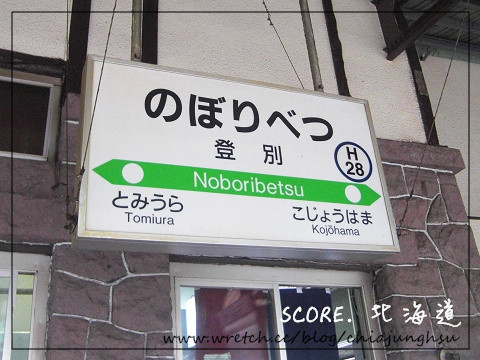 のぼりべつ
登別
H
28
Noboribetsu
とみうら
Tomiura
こじょうはま
Kojōhama
SCORE. 北海道
www.wretch.cc/blog/chiajunghsu